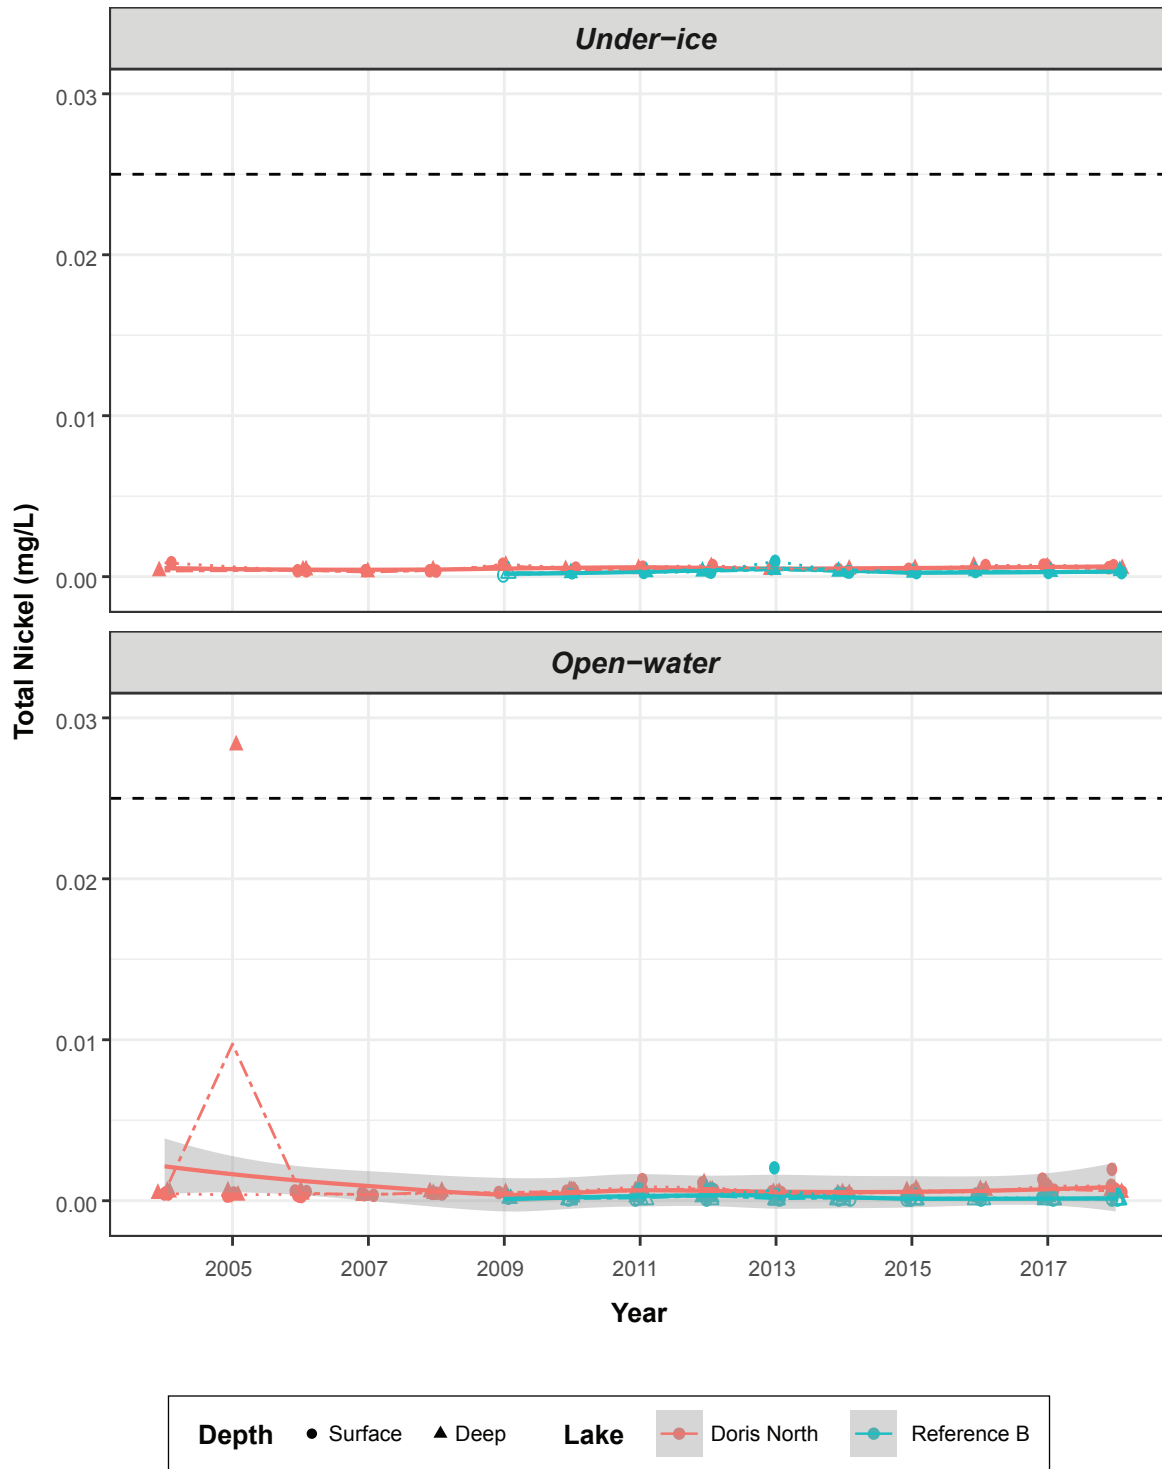 Under−ice
0.03
0.02
0.01
0.00
Total Nickel (mg/L)
Open−water
0.03
0.02
0.01
0.00
2005 2007 2009 2011 2013 2015 2017
Year
Depth Surface Deep Lake Doris North Reference B